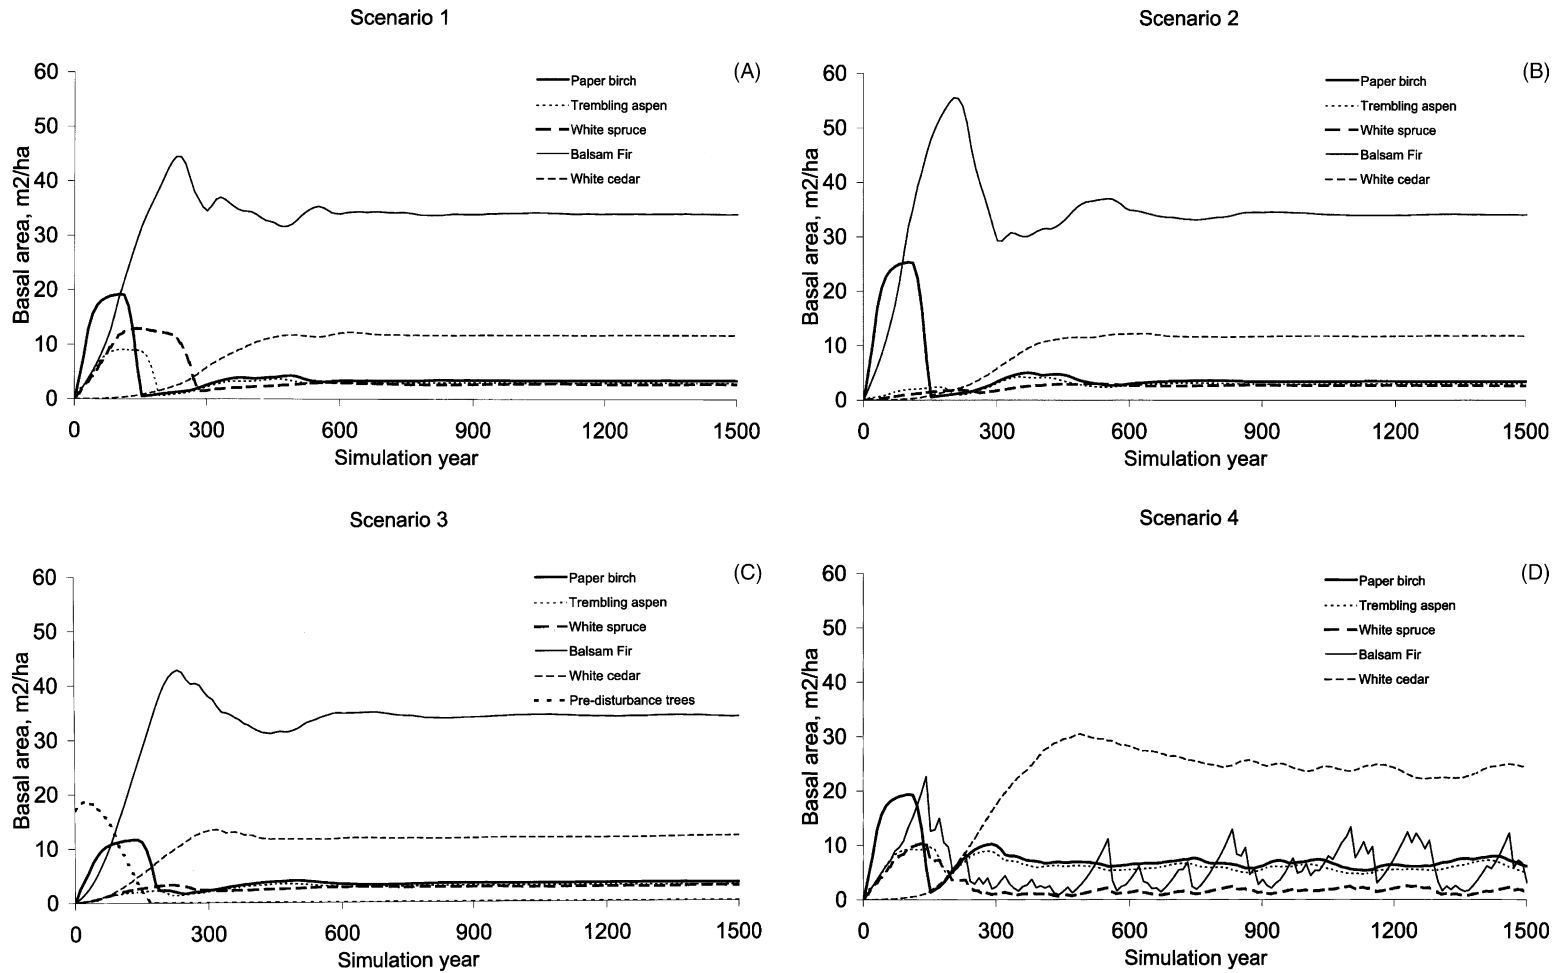 Scenario 1
(A)
Basal area, m2/ha
60
50
40
30
20
10
0
Paper birch
Trembling aspen
White spruce
Balsam Fir
White cedar
0 300 600 900 1200 1500
Simulation year
Scenario 2
(B)
Basal area, m2/ha
60
50
40
30
20
10
0
Paper birch
Trembling aspen
White spruce
Balsam Fir
White cedar
0 300 600 900 1200 1500
Simulation year
Scenario 3
(C)
Basal area, m2/ha
60
50
40
30
20
10
0
Paper birch
Trembling aspen
White spruce
Balsam Fir
White cedar
Pre-disturbance trees
0 300 600 900 1200 1500
Simulation year
Scenario 4
(D)
Basal area, m2/ha
60
50
40
30
20
10
0
Paper birch
Trembling aspen
White spruce
Balsam Fir
White cedar
0 300 600 900 1200 1500
Simulation year